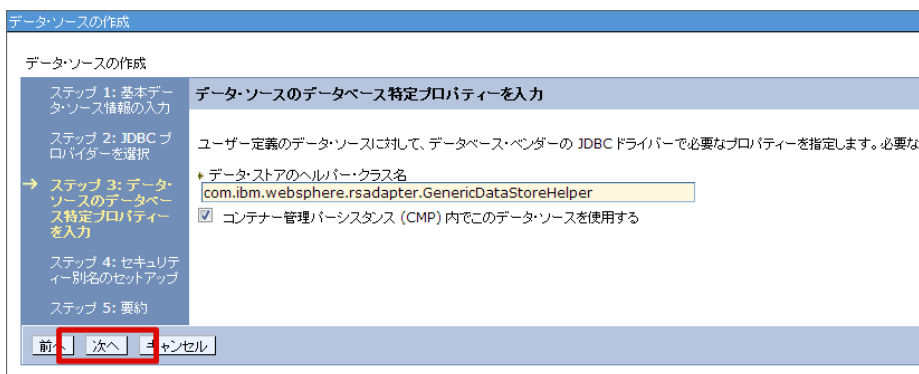 データ・ソースの作成
データ・ソースの作成
ステップ 1: 基本デー
タ・ソース情報の入力
ステップ 2: JDBC プ
ロバイダーを選択
→ ステップ 3: データ・
ソースのデータベー
ス特定プロパティー
を入力
ステップ 4: セキュリテ
ィー別名のセットアップ
ステップ 5: 要約
データ・ソースのデータベース特定プロパティーを入力
ユーザー定義のデータ・ソースに対して、データベース・ベンダーの JDBC ドライバーで必要なプロパティーを指定します。必要な
データ・ストアのヘルパー・クラス名
com.ibm.websphere.rsadapter.GenericDataStoreHelper
コンテナー管理パーシスタンス (CMP) 内でこのデータ・ソースを使用する
前へ 次へ キャンセル